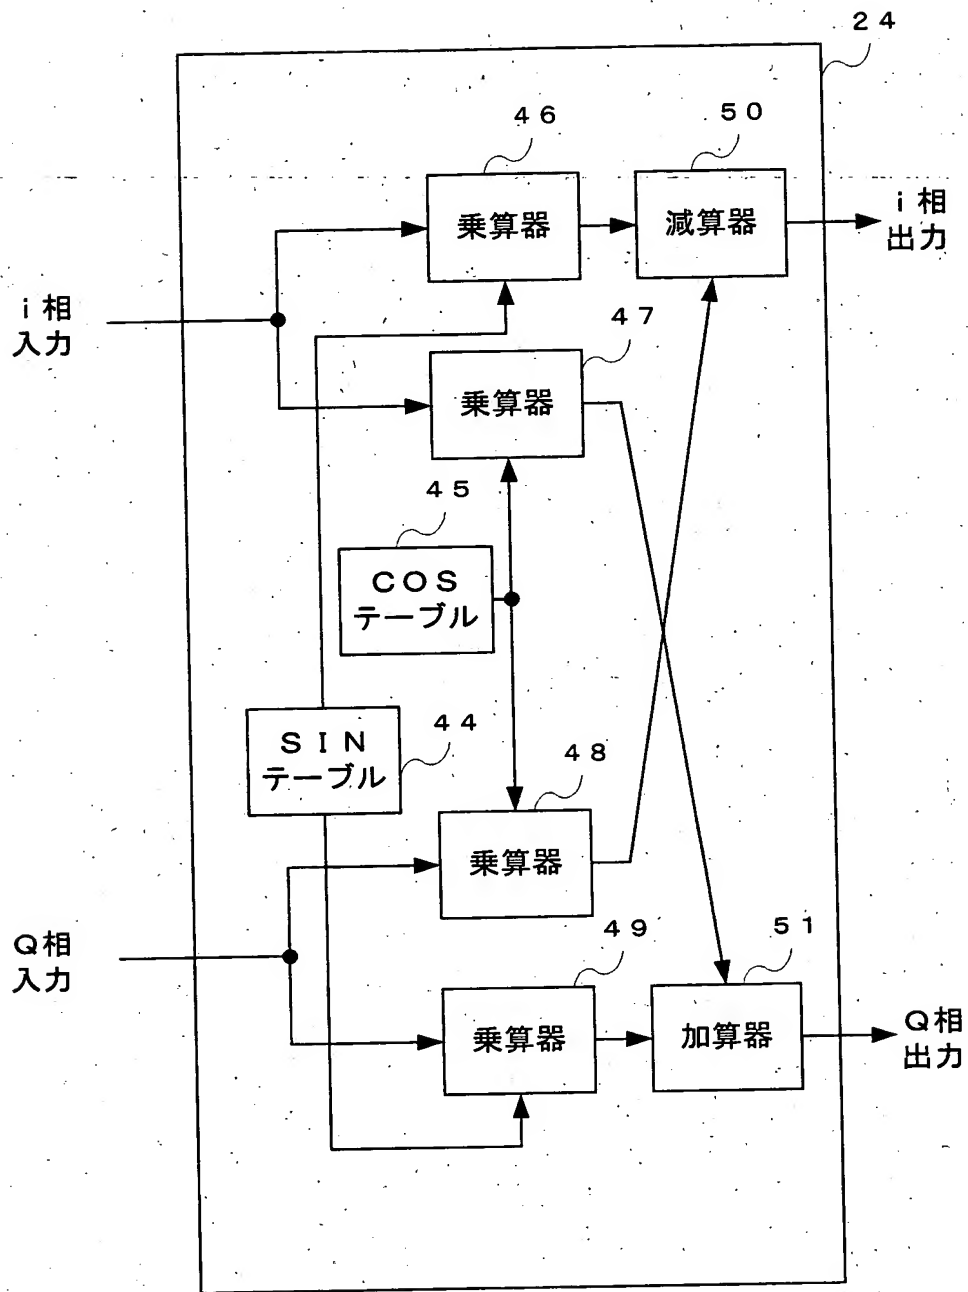 ２４
４６
５０
乗算器
減算器
ｉ相
出力
ｉ相
入力
４７
乗算器
４５
ＣＯＳ
テーブル
４４
ＳＩＮ
テーブル
４８
乗算器
Ｑ相
入力
４９
５１
乗算器
加算器
Ｑ相
出力